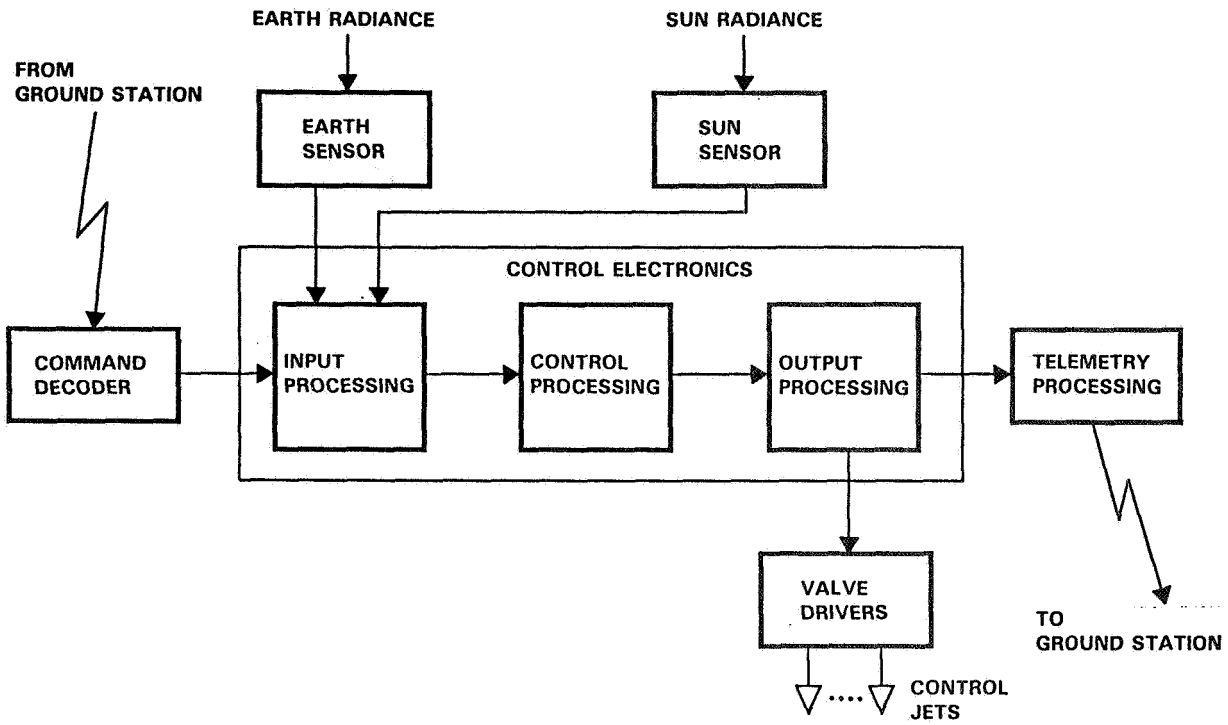 EARTH RADIANCE
SUN RADIANCE
FROM
GROUND STATION
EARTH
SENSOR
SUN
SENSOR
CONTROL ELECTRONICS
COMMAND
DECODER
INPUT
PROCESSING
CONTROL
PROCESSING
OUTPUT
PROCESSING
TELEMETRY
PROCESSING
VALVE
DRIVERS
TO
GROUND STATION
CONTROL
JETS